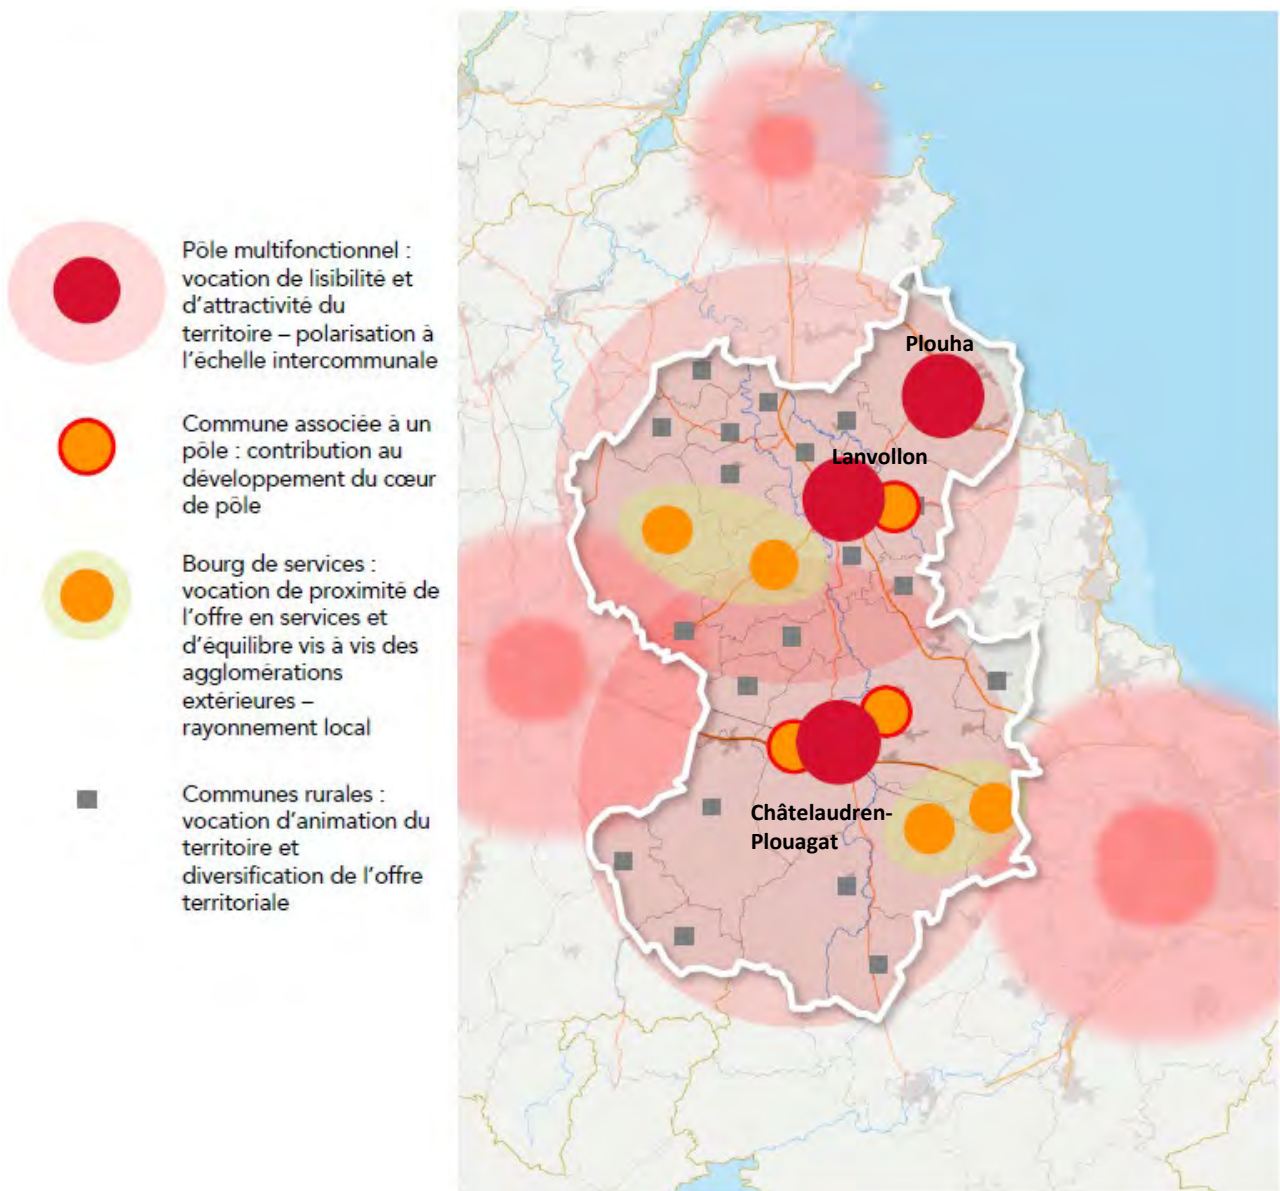 Pôle multifonctionnel :
vocation de lisibilité et
d'attractivité du
territoire – polarisation à
l'échelle intercommunale
Commune associée à un
pôle : contribution au
développement du cœur
de pôle
Bourg de services :
vocation de proximité de
l'offre en services et
d'équilibre vis à vis des
agglomérations
extérieures –
rayonnement local
Communes rurales :
vocation d'animation du
territoire et
diversification de l'offre
territoriale
Plouha
Lanvollon
Châtelaudren-
Plouagat